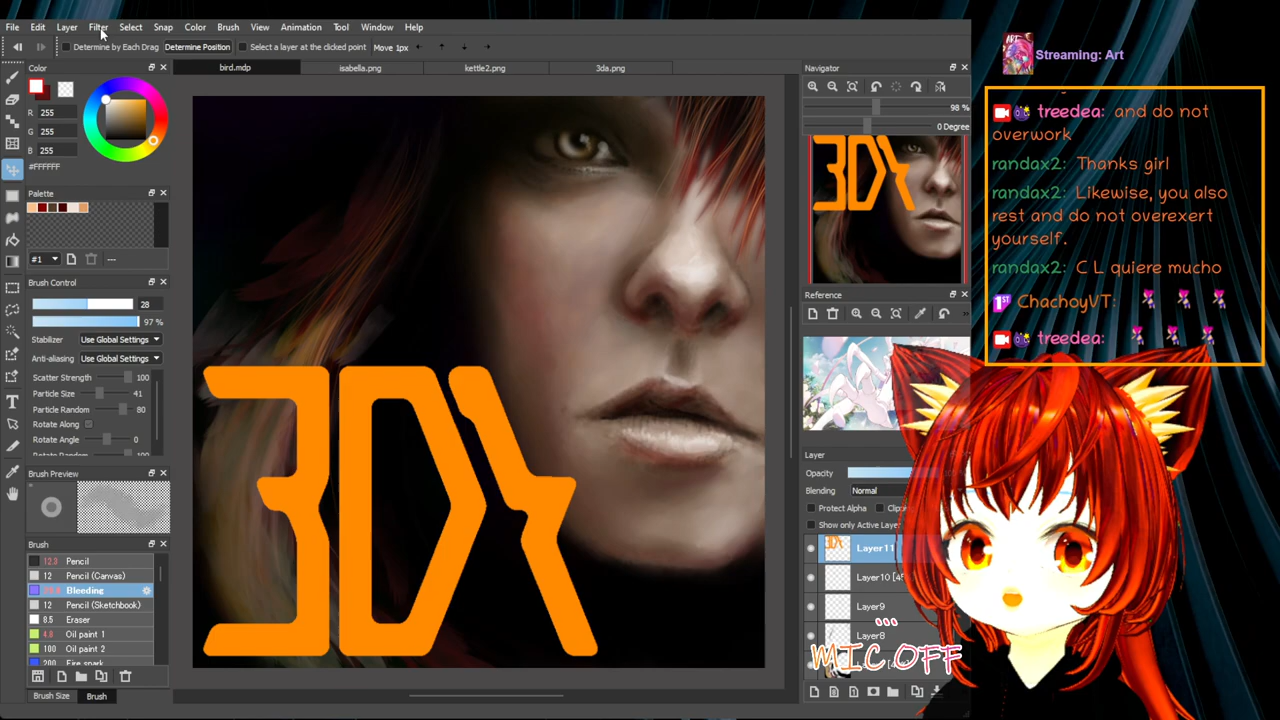 File Edit Layer Filter Select Snap Color Brush View Animation Tool Window Help
Determine by Each Drag Determine Position Select a layer at the clicked point Move 1px
bird.mdp isabella.png kettle2.png 3da.png
Color
R 255
G 255
B 255
#FFFFFF
Palette
#1 ---
Brush Control
28
97 %
Stabilizer Use Global Settings
Anti-aliasing Use Global Settings
Scatter Strength 100
Particle Size 41
Particle Random 80
Rotate Along
Rotate Angle 0
Brush Preview
Brush
12.3 Pencil
12 Pencil (Canvas)
Bleeding
12 Pencil (Sketchbook)
8.5 Eraser
4.8 Oil paint 1
100 Oil paint 2
200 Fire spark
Brush Size Brush
Navigator
98 %
0 Degree
Reference
Layer
Opacity
Blending Normal
Protect Alpha
Show only Active Layer
Layer11
Layer10
Layer9
Layer8
MIC OFF
Streaming: Art
treedea: and do not
overwork
randax2: Thanks girl
randax2: Likewise, you also
rest and do not overexert
yourself.
randax2: C L quiere mucho
1ST ChachoyVT:
treedea: